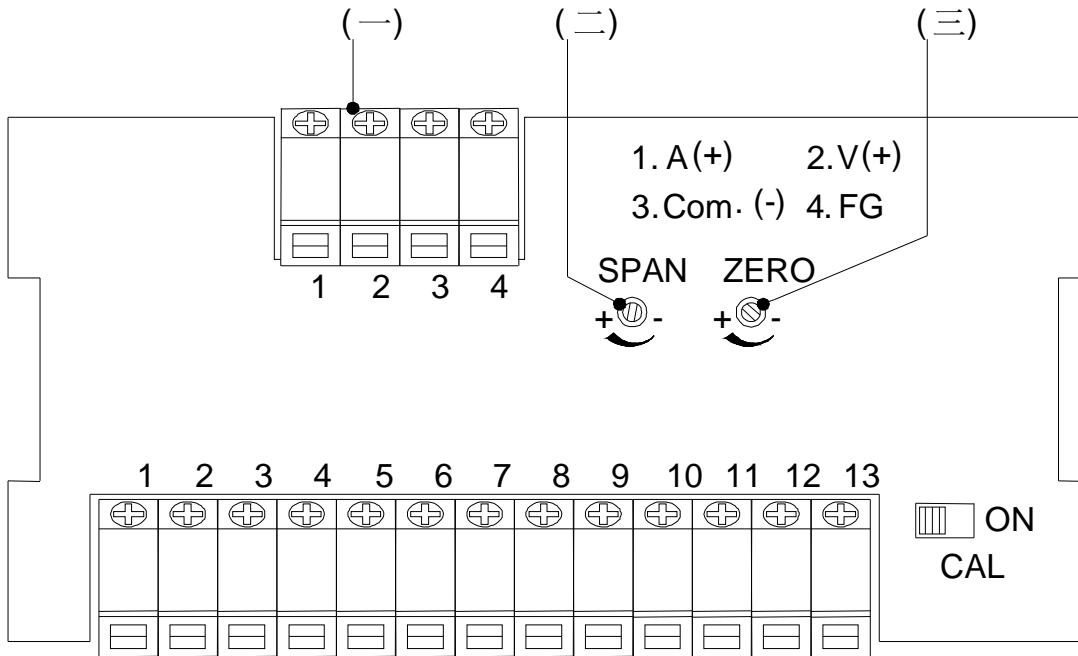 (一) (二) (三)
1. A(+) 2.V(+)
3.Com. (-) 4. FG
1 2 3 4
SPAN ZERO
+ - + -
1 2 3 4 5 6 7 8 9 10 11 12 13
ON
CAL